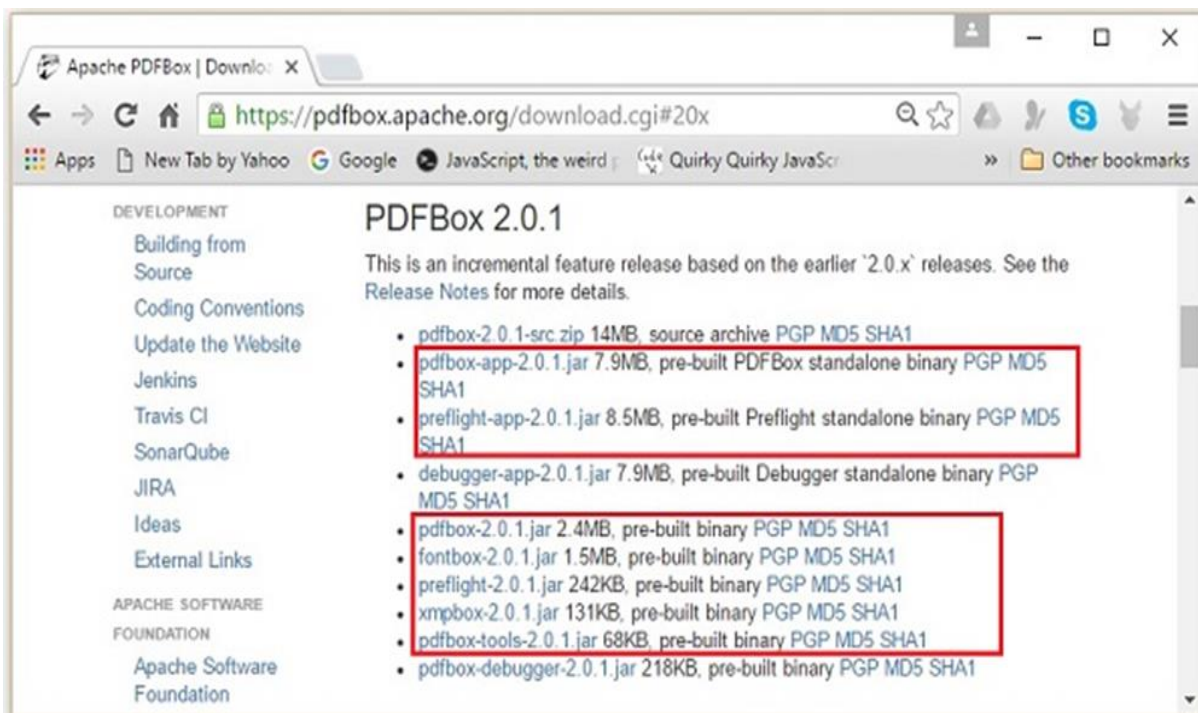 Apache PDFBox | Downlo
https://pdfbox.apache.org/download.cgi#20x
Apps New Tab by Yahoo Google JavaScript, the weird Quirky Quirky JavaScr » Other bookmarks
DEVELOPMENT
Building from
Source
Coding Conventions
Update the Website
Jenkins
Travis CI
SonarQube
JIRA
Ideas
External Links
APACHE SOFTWARE
FOUNDATION
Apache Software
Foundation
PDFBox 2.0.1
This is an incremental feature release based on the earlier `2.0.x` releases. See the
Release Notes for more details.
• pdfbox-2.0.1-src.zip 14MB, source archive PGP MD5 SHA1
• pdfbox-app-2.0.1.jar 7.9MB, pre-built PDFBox standalone binary PGP MD5
SHA1
• preflight-app-2.0.1.jar 8.5MB, pre-built Preflight standalone binary PGP MD5
SHA1
• debugger-app-2.0.1.jar 7.9MB, pre-built Debugger standalone binary PGP
MD5 SHA1
• pdfbox-2.0.1.jar 2.4MB, pre-built binary PGP MD5 SHA1
• fontbox-2.0.1.jar 1.5MB, pre-built binary PGP MD5 SHA1
• preflight-2.0.1.jar 242KB, pre-built binary PGP MD5 SHA1
• xmpbox-2.0.1.jar 131KB, pre-built binary PGP MD5 SHA1
• pdfbox-tools-2.0.1.jar 68KB, pre-built binary PGP MD5 SHA1
• pdfbox-debugger-2.0.1.jar 218KB, pre-built binary PGP MD5 SHA1